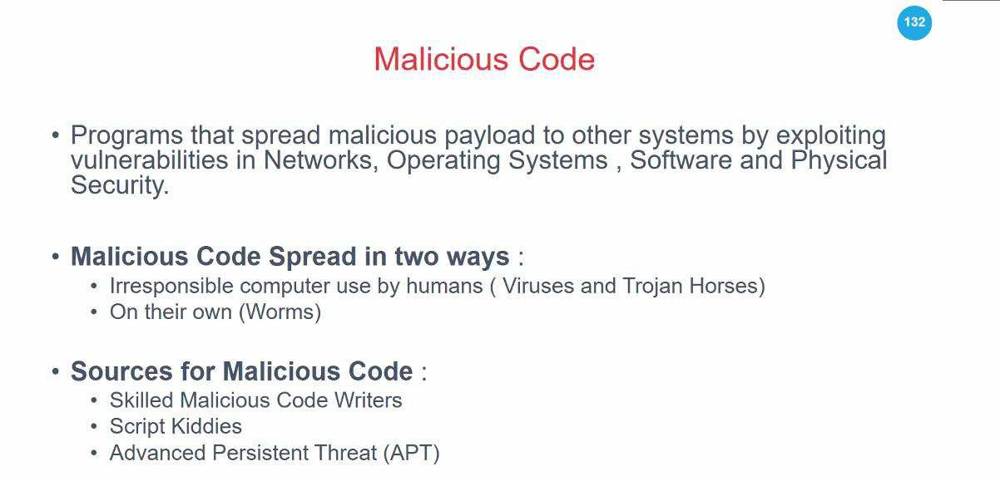 132
Malicious Code
• Programs that spread malicious payload to other systems by exploiting
vulnerabilities in Networks, Operating Systems , Software and Physical
Security.
• Malicious Code Spread in two ways :
• Irresponsible computer use by humans ( Viruses and Trojan Horses)
• On their own (Worms)
• Sources for Malicious Code :
• Skilled Malicious Code Writers
• Script Kiddies
• Advanced Persistent Threat (APT)